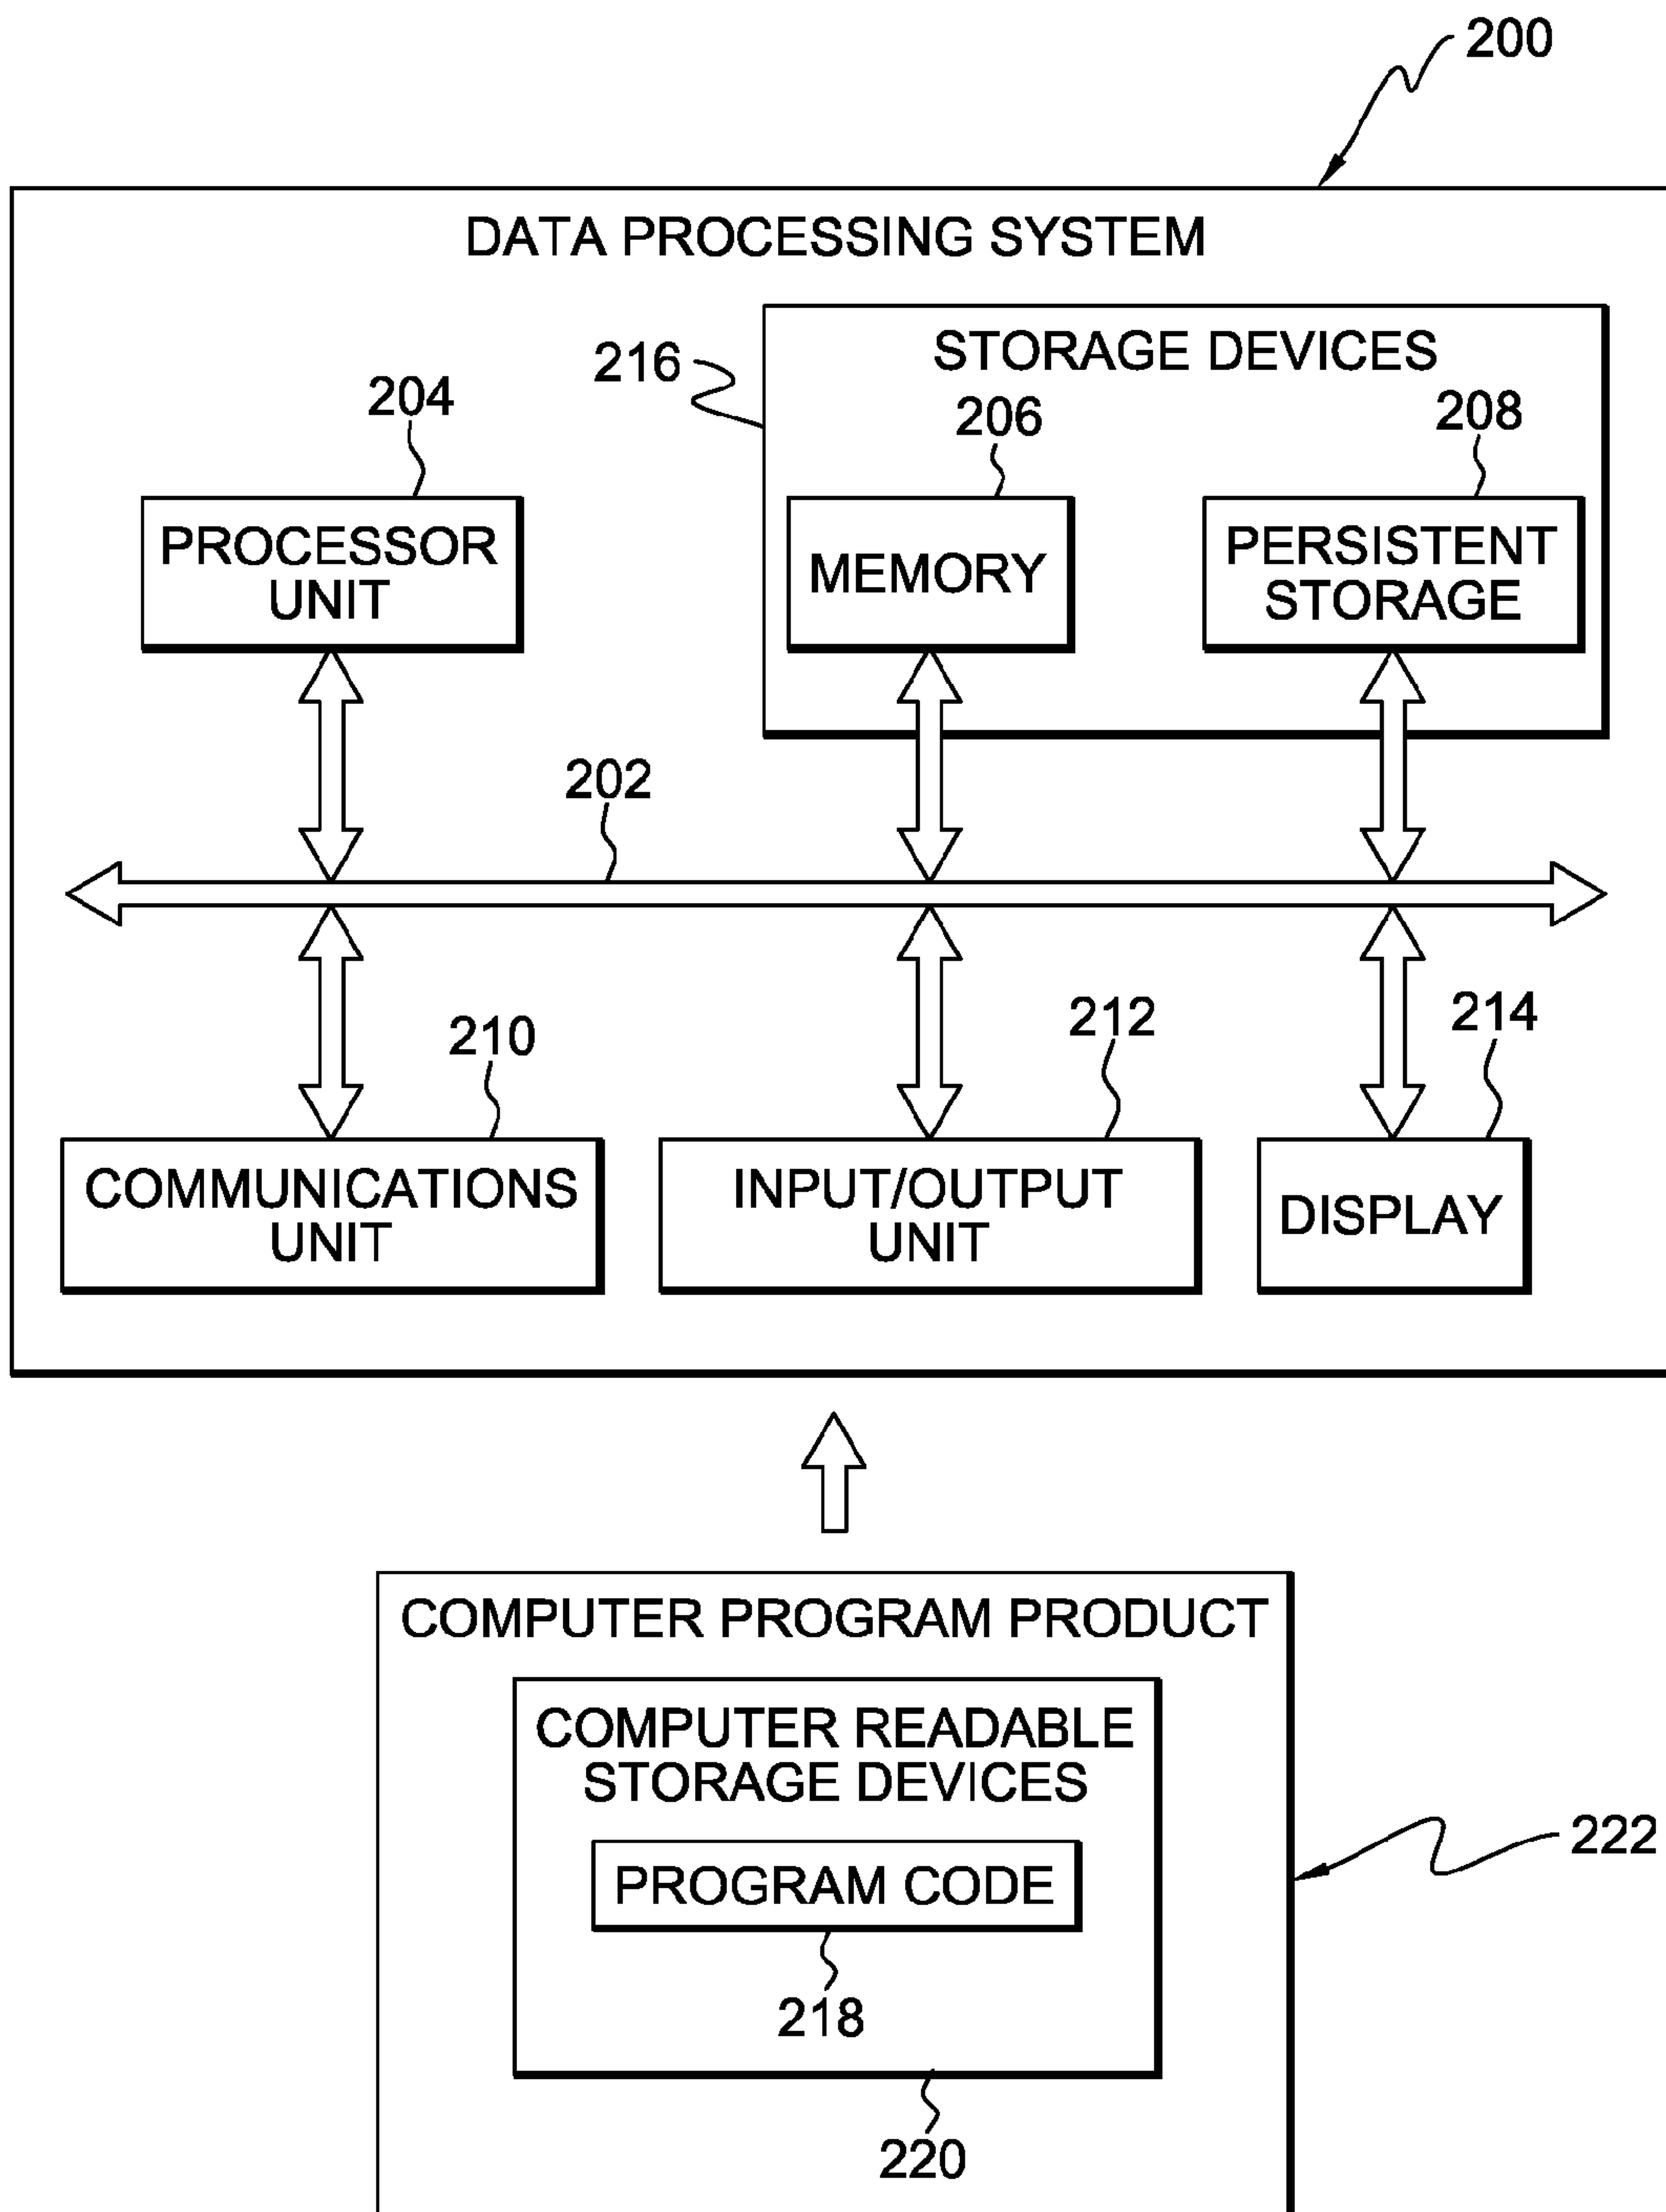 200
DATA PROCESSING SYSTEM
216
STORAGE DEVICES
204
206
208
PROCESSOR
UNIT
MEMORY
PERSISTENT
STORAGE
202
210
212
214
COMMUNICATIONS
UNIT
INPUT/OUTPUT
UNIT
DISPLAY
COMPUTER PROGRAM PRODUCT
COMPUTER READABLE
STORAGE DEVICES
222
PROGRAM CODE
218
220